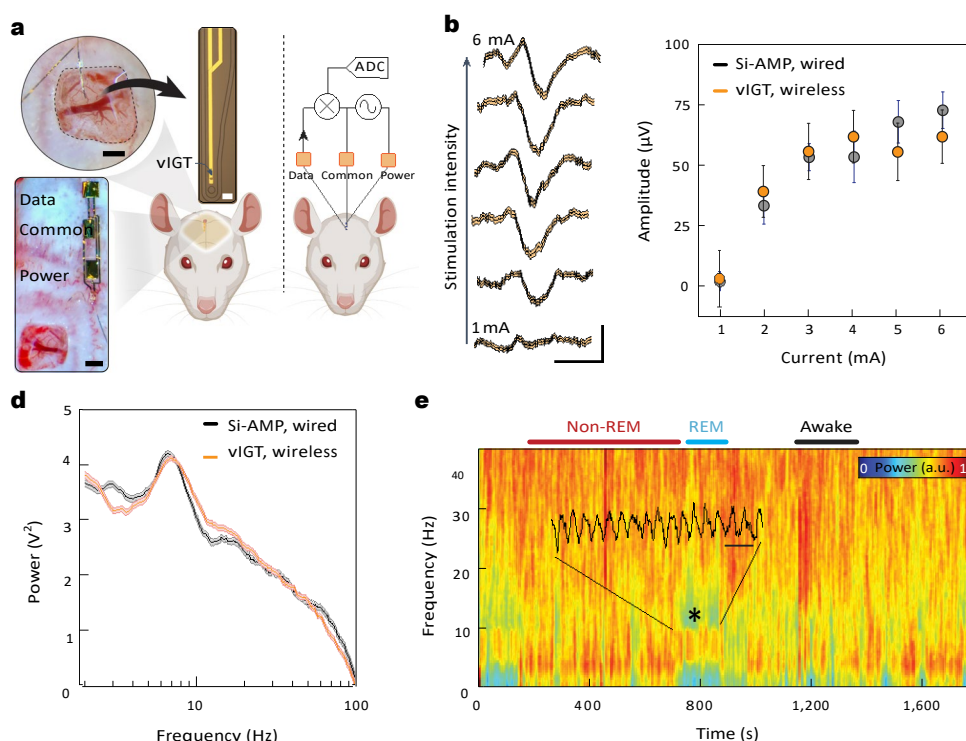 a
ADC
vIGT
Data Common Power
Data
Common
Power
b
6 mA
Stimulation intensity
1 mA
Si-AMP, wired
vIGT, wireless
Amplitude (µV)
100
75
50
25
0
1 2 3 4 5 6
Current (mA)
d
Si-AMP, wired
vIGT, wireless
Power (V²)
5
4
3
2
1
0
10 100
Frequency (Hz)
e
Non-REM REM Awake
0 Power (a.u.) 1
Frequency (Hz)
30
20
10
0
*
0 400 800 1,200 1,600
Time (s)